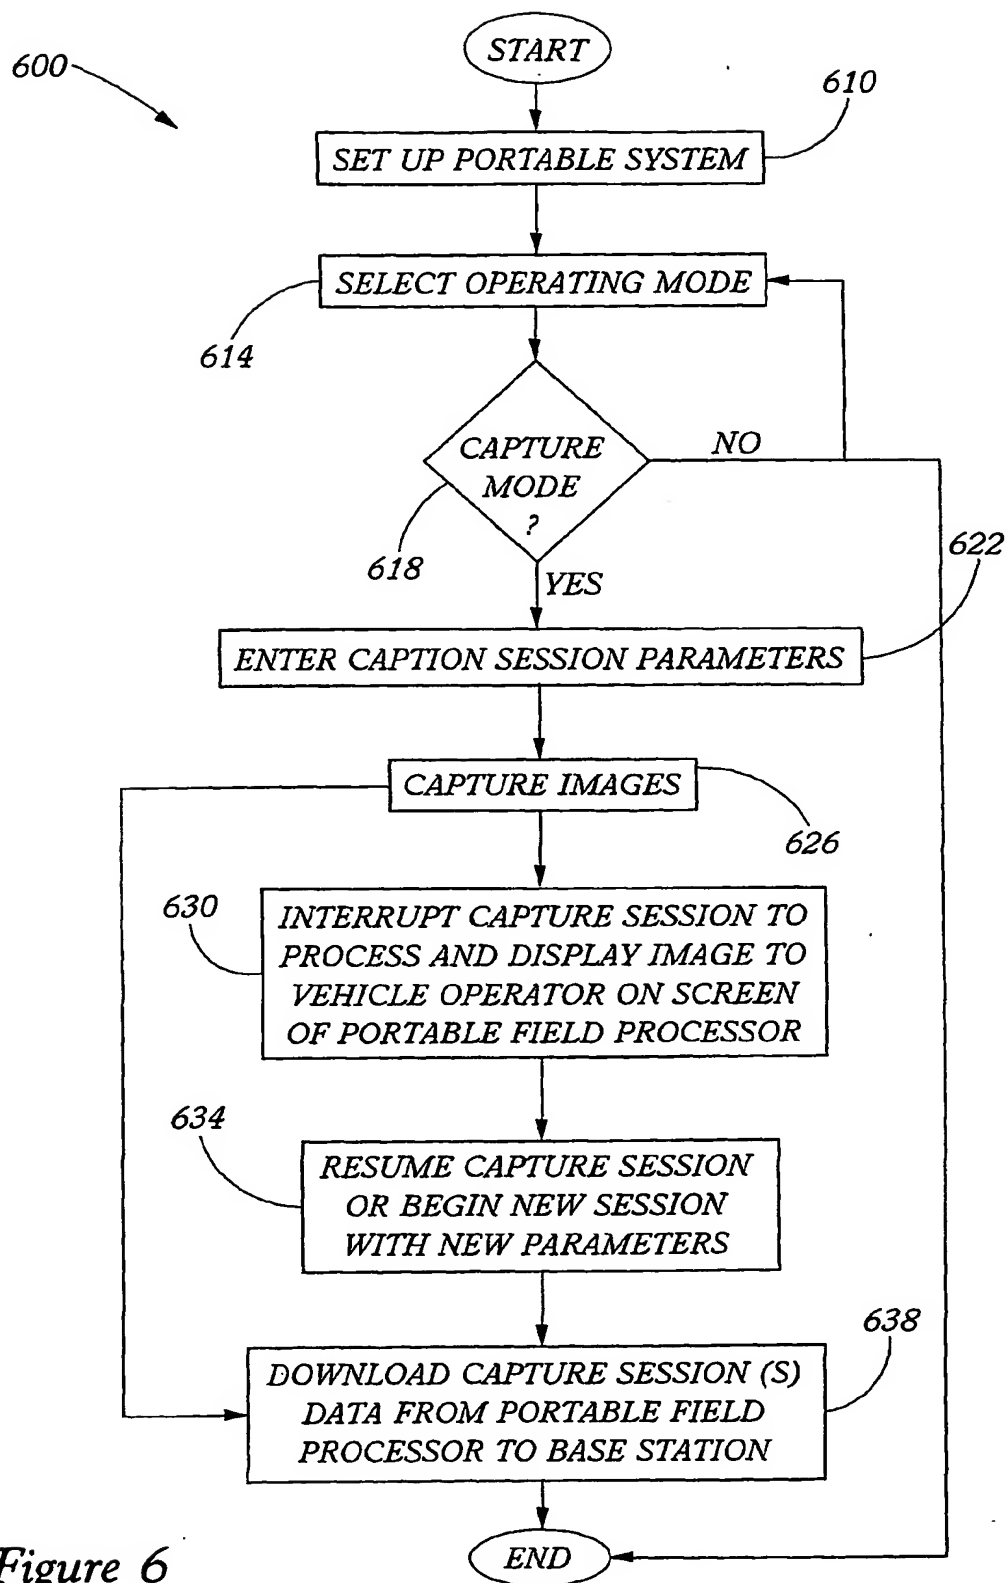 START
600
610
SET UP PORTABLE SYSTEM
SELECT OPERATING MODE
614
CAPTURE
MODE
?
NO
618
YES
622
ENTER CAPTION SESSION PARAMETERS
CAPTURE IMAGES
626
630
INTERRUPT CAPTURE SESSION TO
PROCESS AND DISPLAY IMAGE TO
VEHICLE OPERATOR ON SCREEN
OF PORTABLE FIELD PROCESSOR
634
RESUME CAPTURE SESSION
OR BEGIN NEW SESSION
WITH NEW PARAMETERS
638
DOWNLOAD CAPTURE SESSION (S)
DATA FROM PORTABLE FIELD
PROCESSOR TO BASE STATION
END
Figure 6